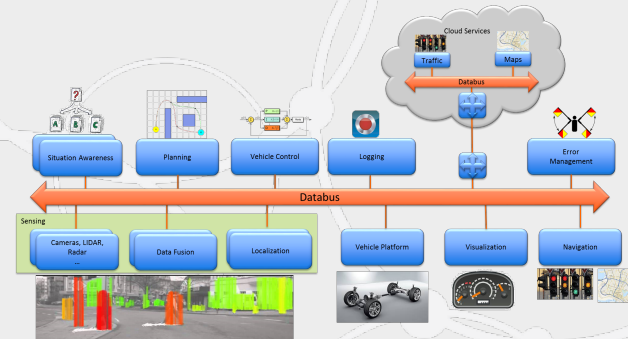 Cloud Services
Traffic
Maps
Databus
?
A
B
C
Situation Awareness
Planning
Vehicle Control
Logging
Error
Management
Databus
Sensing
Cameras, LIDAR,
Radar
...
Data Fusion
Localization
Vehicle Platform
Visualization
Navigation